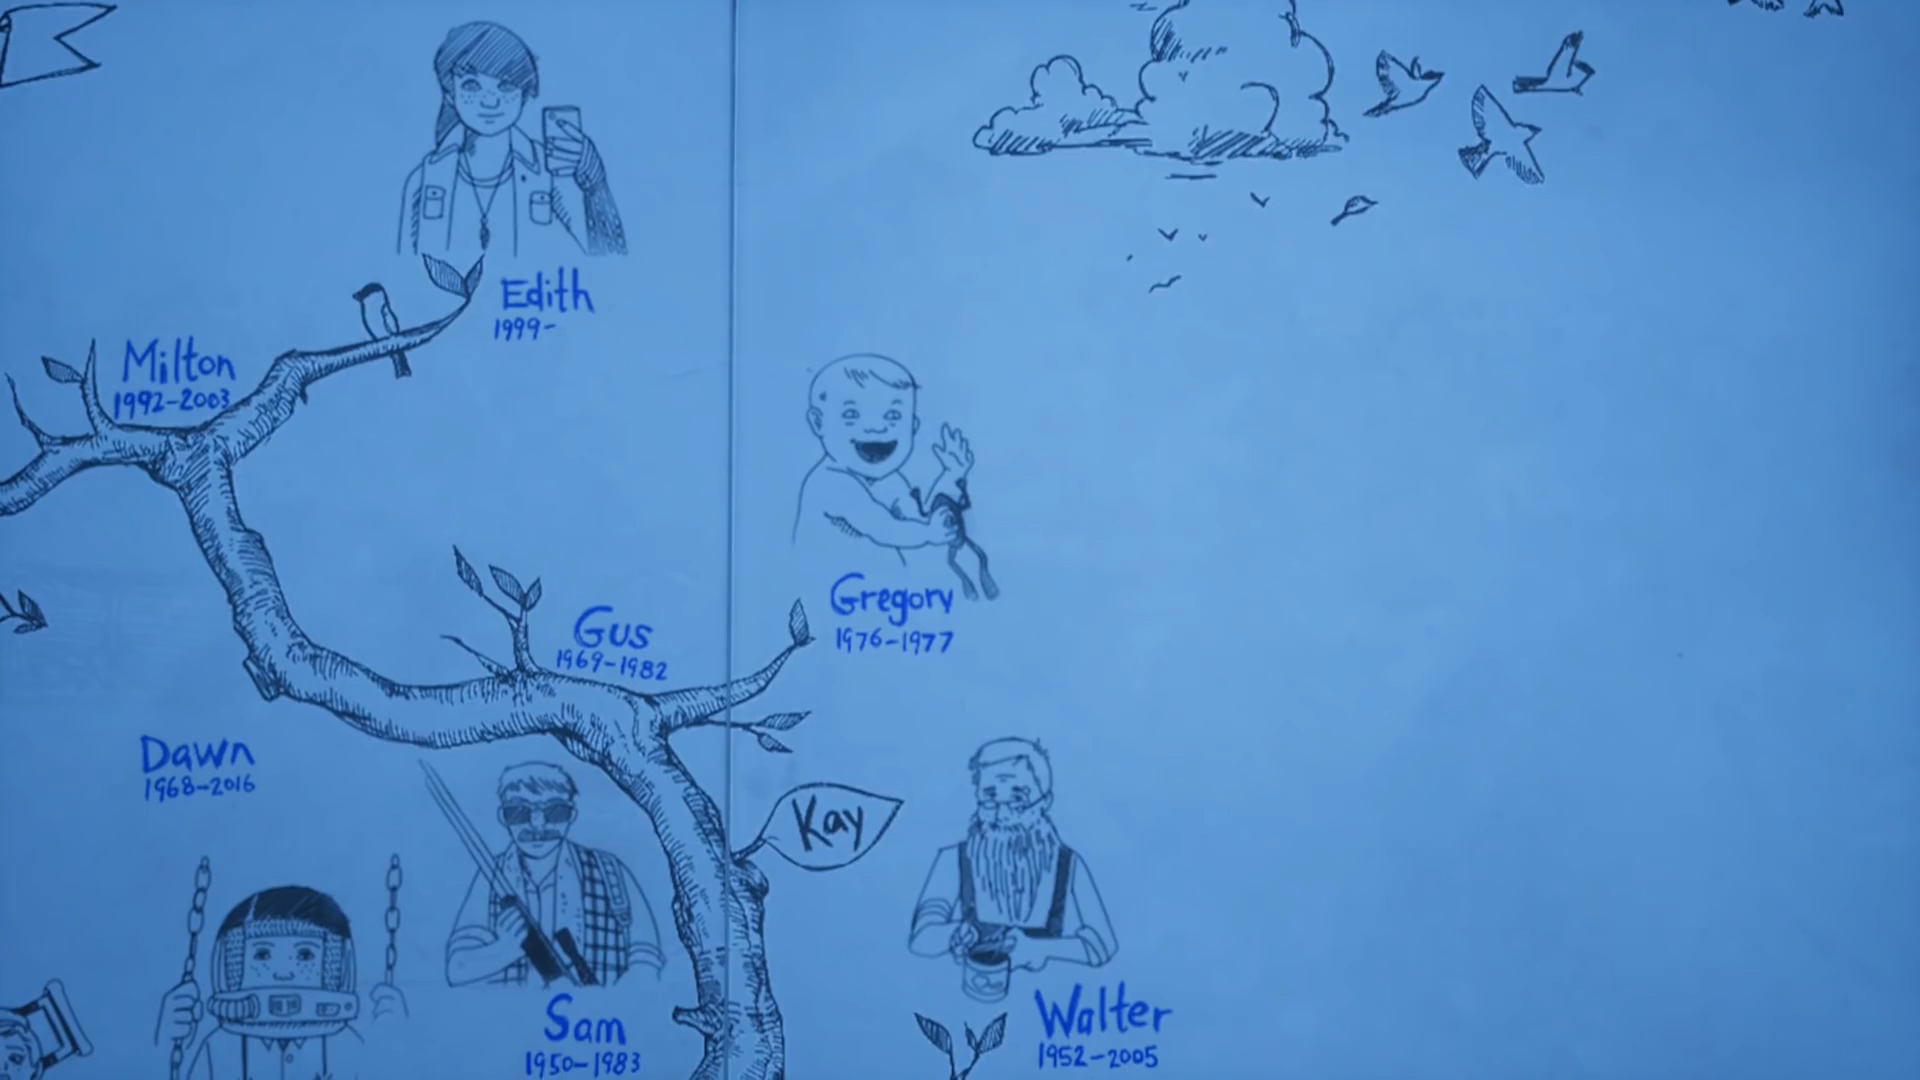 Edith
1999-
Milton
1992-2003
Gregory
1976-1977
Gus
1969-1982
Dawn
1968-2016
Kay
Sam
1950-1983
Walter
1952-2005